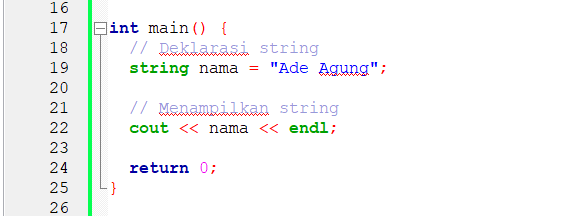 16
17 int main() {
18 // Deklarasi string
19 string nama = "Ade Agung";
20
21 // Menampilkan string
22 cout << nama << endl;
23
24 return 0;
25 }
26